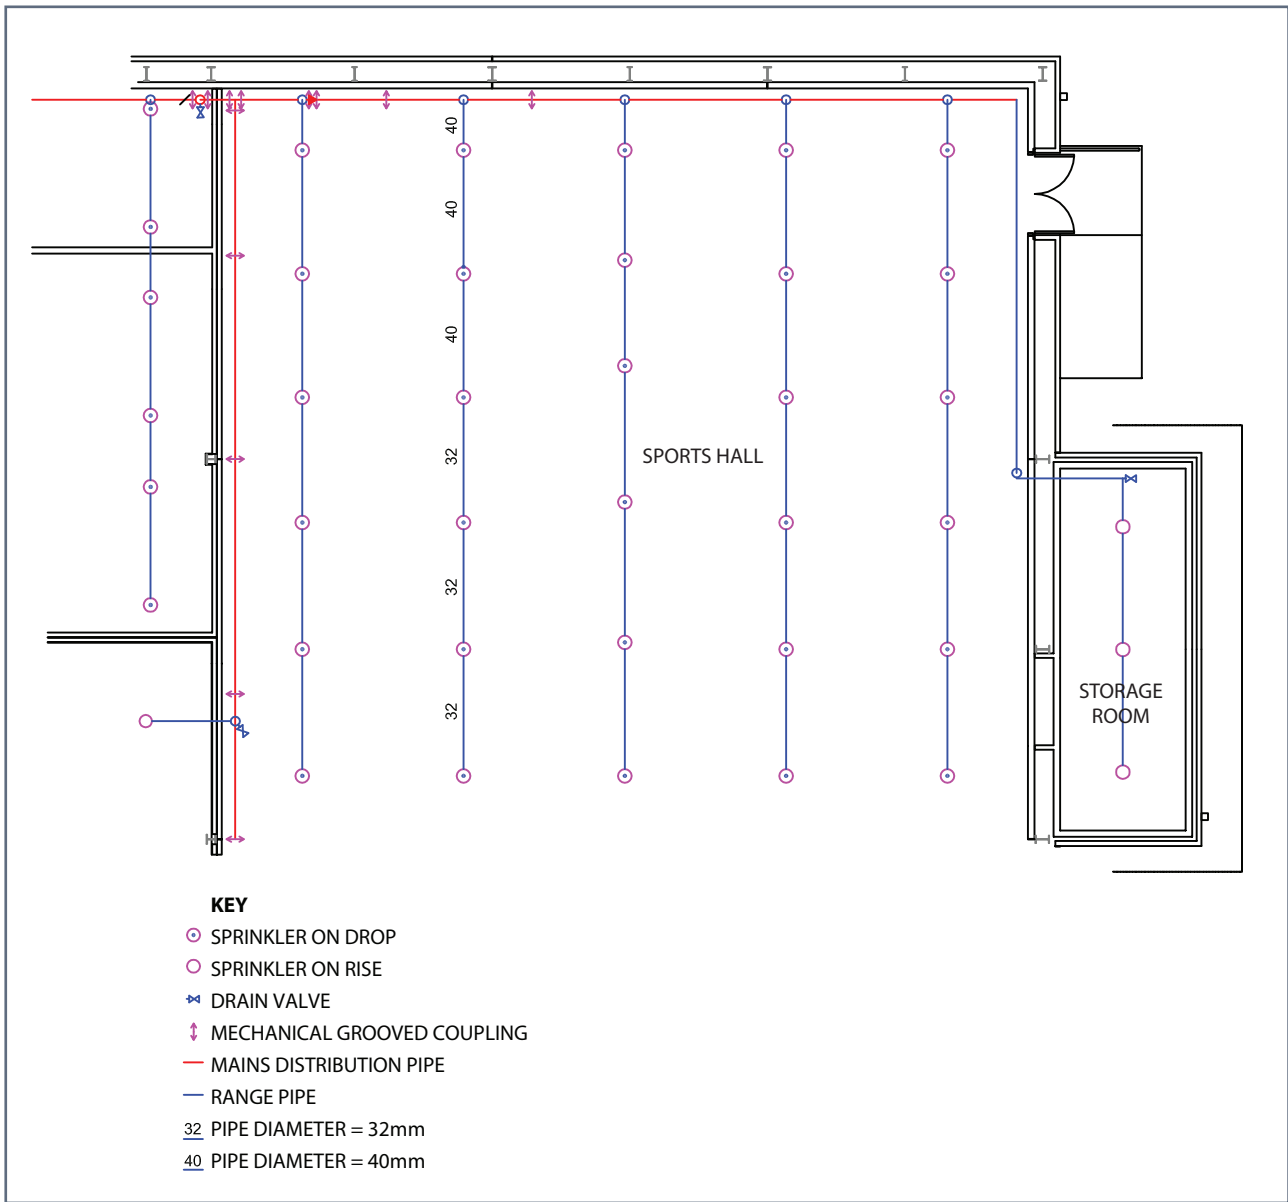 40
40
40
32
32
32
SPORTS HALL
STORAGE
ROOM
KEY
SPRINKLER ON DROP
SPRINKLER ON RISE
DRAIN VALVE
MECHANICAL GROOVED COUPLING
MAINS DISTRIBUTION PIPE
RANGE PIPE
32 PIPE DIAMETER = 32mm
40 PIPE DIAMETER = 40mm